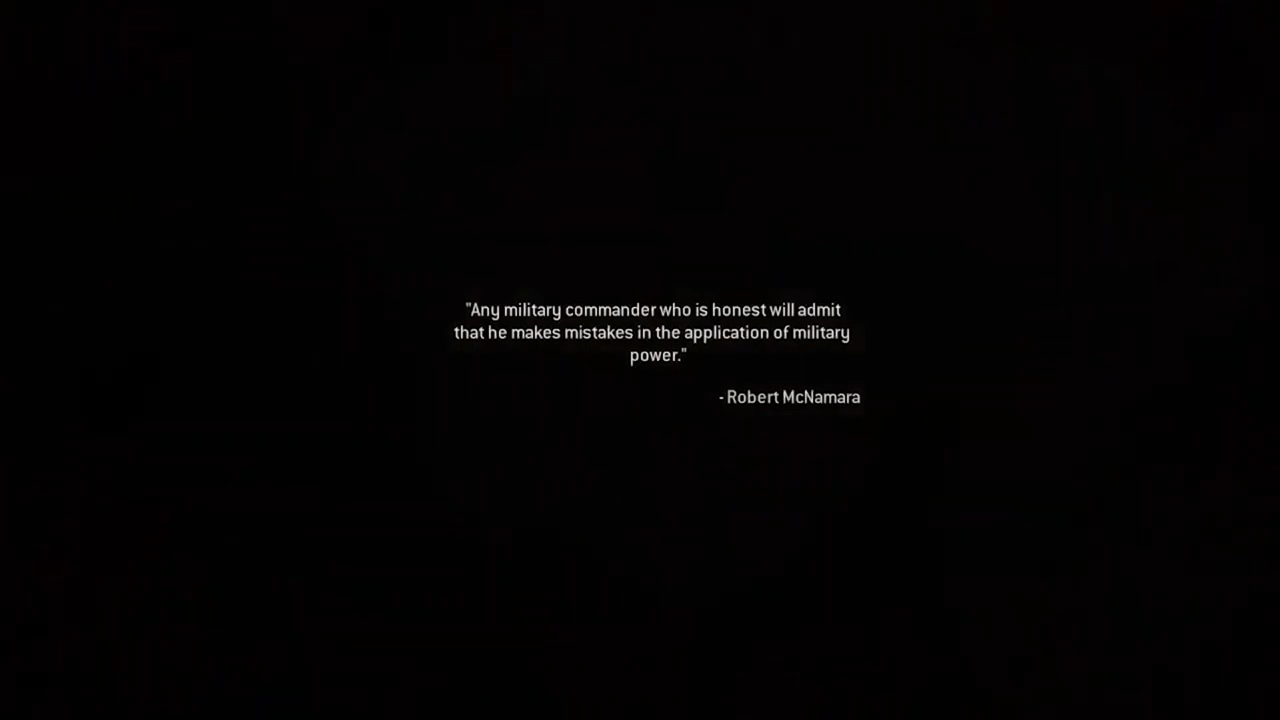 "Any military commander who is honest will admit
that he makes mistakes in the application of military
power."
- Robert McNamara